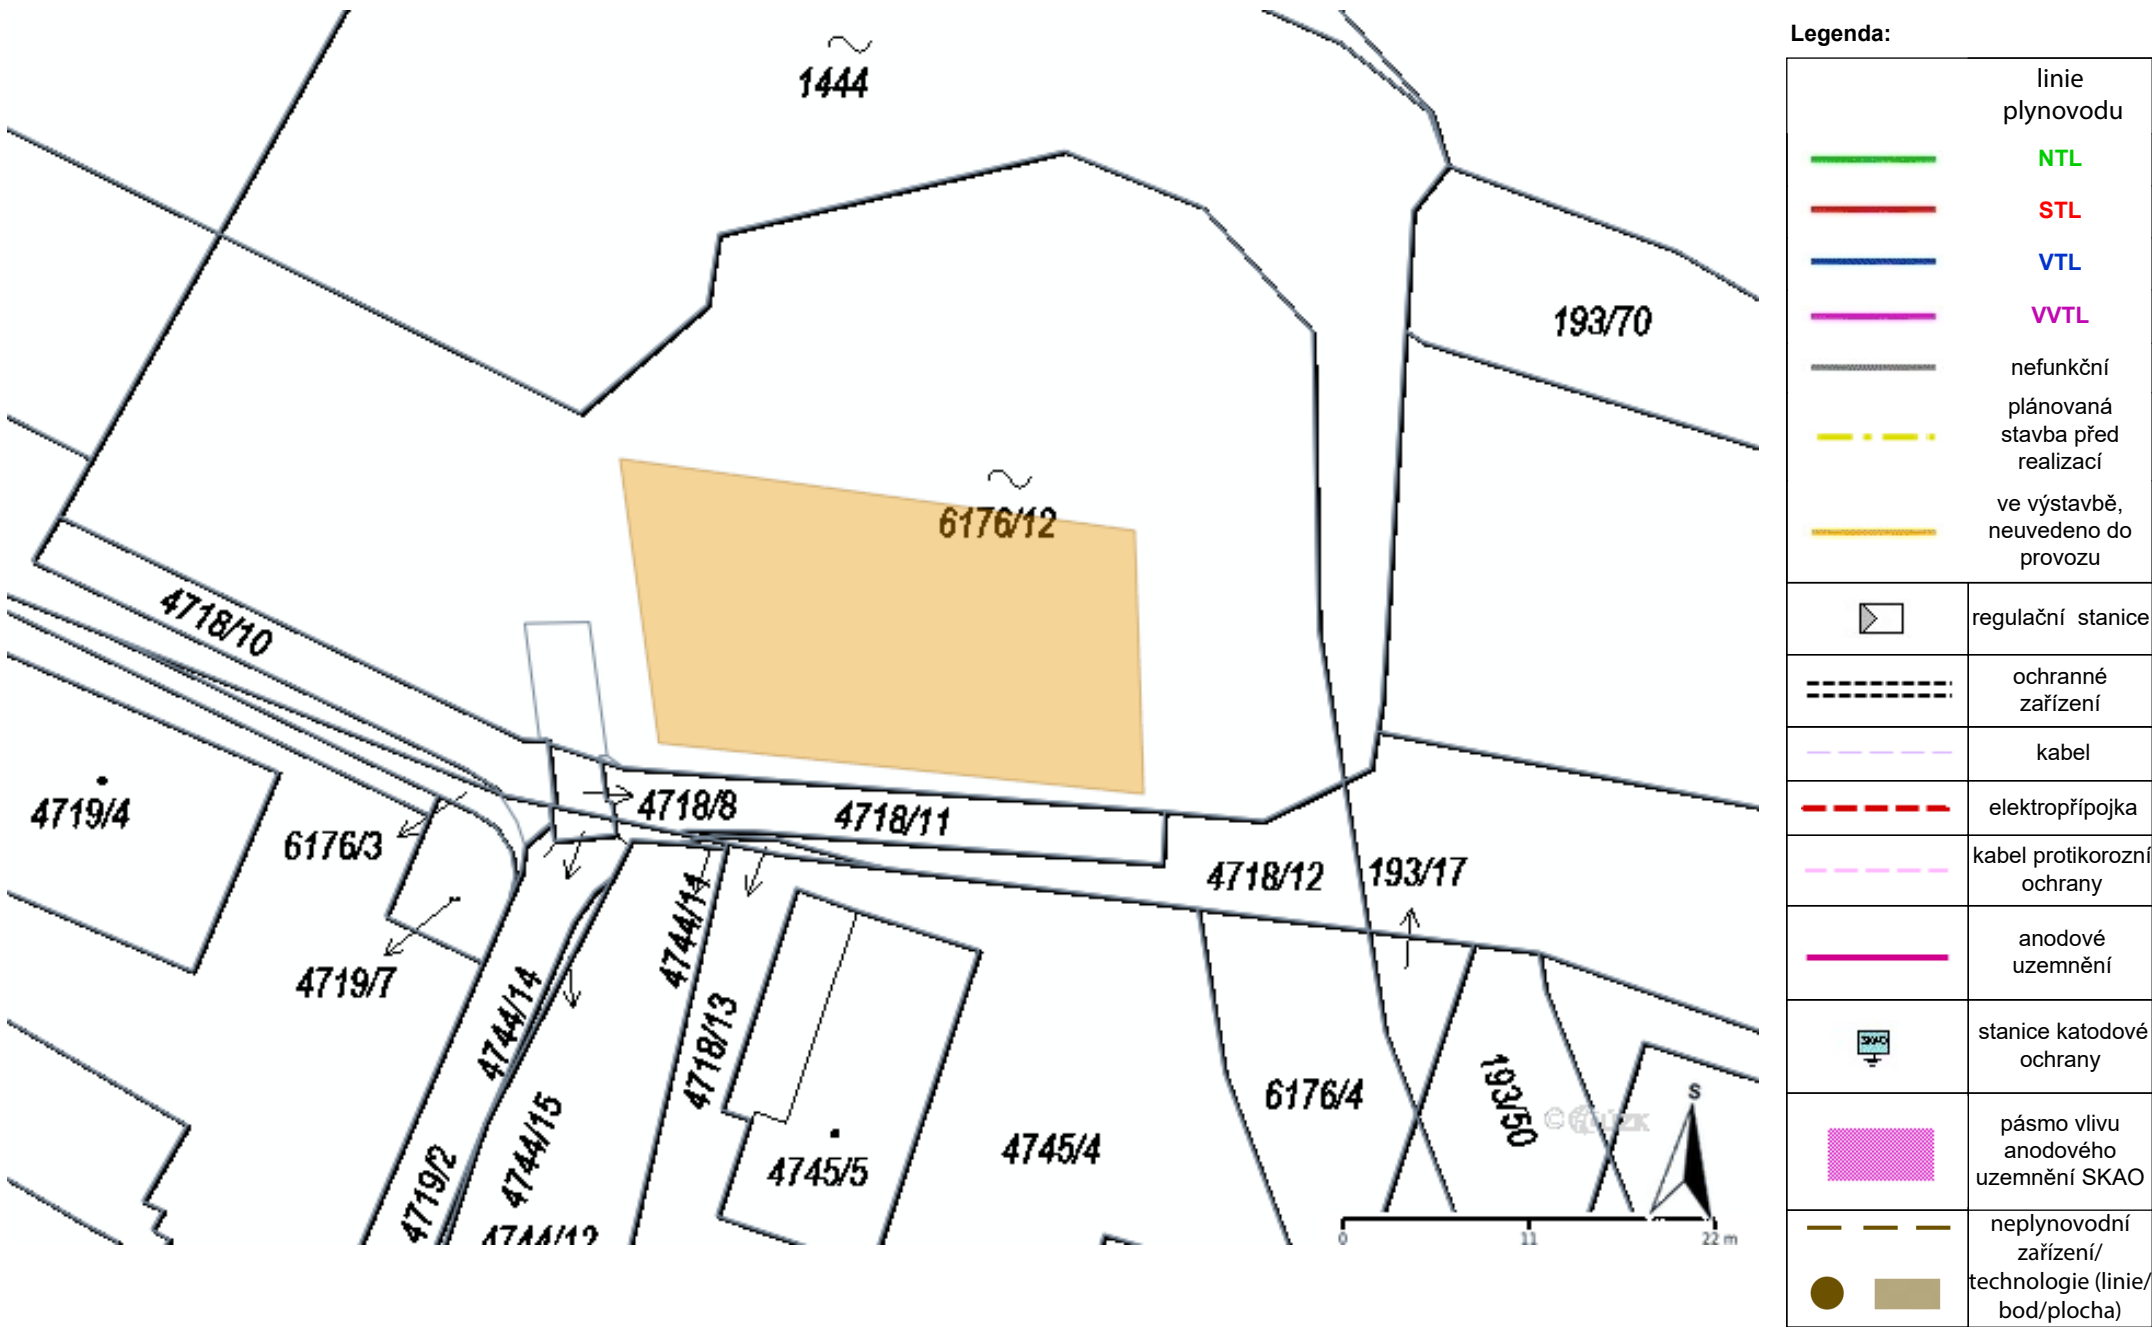 1444
193/70
6176/12
4718/10
4718/8
4718/11
4719/4
6176/3
4718/12
193/17
4744/11
4719/7
4744/14
4718/13
193/50
6176/4
4744/15
4745/4
4745/5
4719/2
4744/12
©
S
0 11 22 m
Legenda:
linie
plynovodu
NTL
STL
VTL
VVTL
nefunkční
plánovaná
stavba před
realizací
ve výstavbě,
neuvedeno do
provozu
regulační stanice
ochranné
zařízení
kabel
elektropřípojka
kabel protikorozní
ochrany
anodové
uzemnění
SKAO
stanice katodové
ochrany
pásmo vlivu
anodového
uzemnění SKAO
neplynovodní
zařízení/
technologie (linie/
bod/plocha)